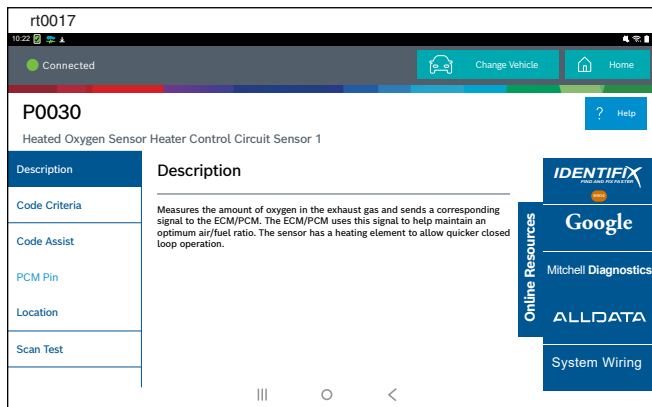 rt0017
10:22
Connected
Change Vehicle
Home
P0030
? Help
Heated Oxygen Sensor Heater Control Circuit Sensor 1
Description
Code Criteria
Code Assist
PCM Pin
Location
Scan Test
Description
Measures the amount of oxygen in the exhaust gas and sends a corresponding
signal to the ECM/PCM. The ECM/PCM uses this signal to help maintain an
optimum air/fuel ratio. The sensor has a heating element to allow quicker closed
loop operation.
Online Resources
IDENTIFIX
FIND AND FIX FASTER
Google
Mitchell Diagnostics
ALLDATA
System Wiring